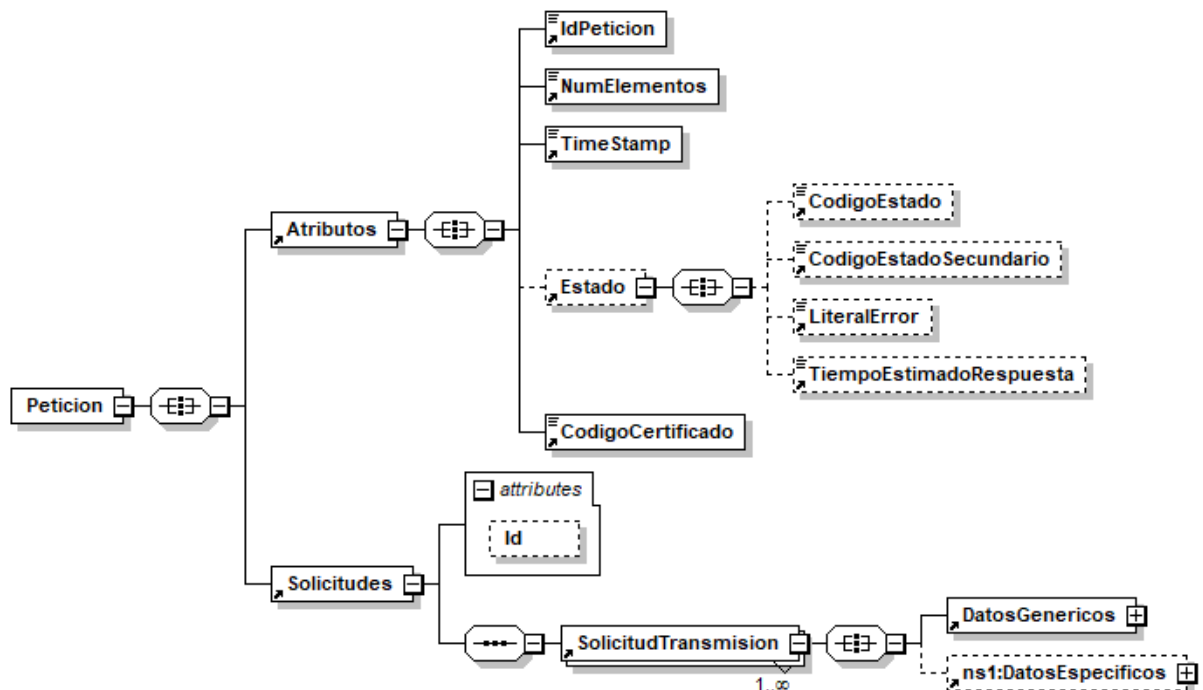 IdPeticion
NumElementos
TimeStamp
CodigoEstado
Atributos
CodigoEstadoSecundario
Estado
LiteralError
TiempoEstimadoRespuesta
Peticion
CodigoCertificado
attributes
Id
Solicitudes
DatosGenericos
SolicitudTransmision
ns1:DatosEspecificos
1..∞